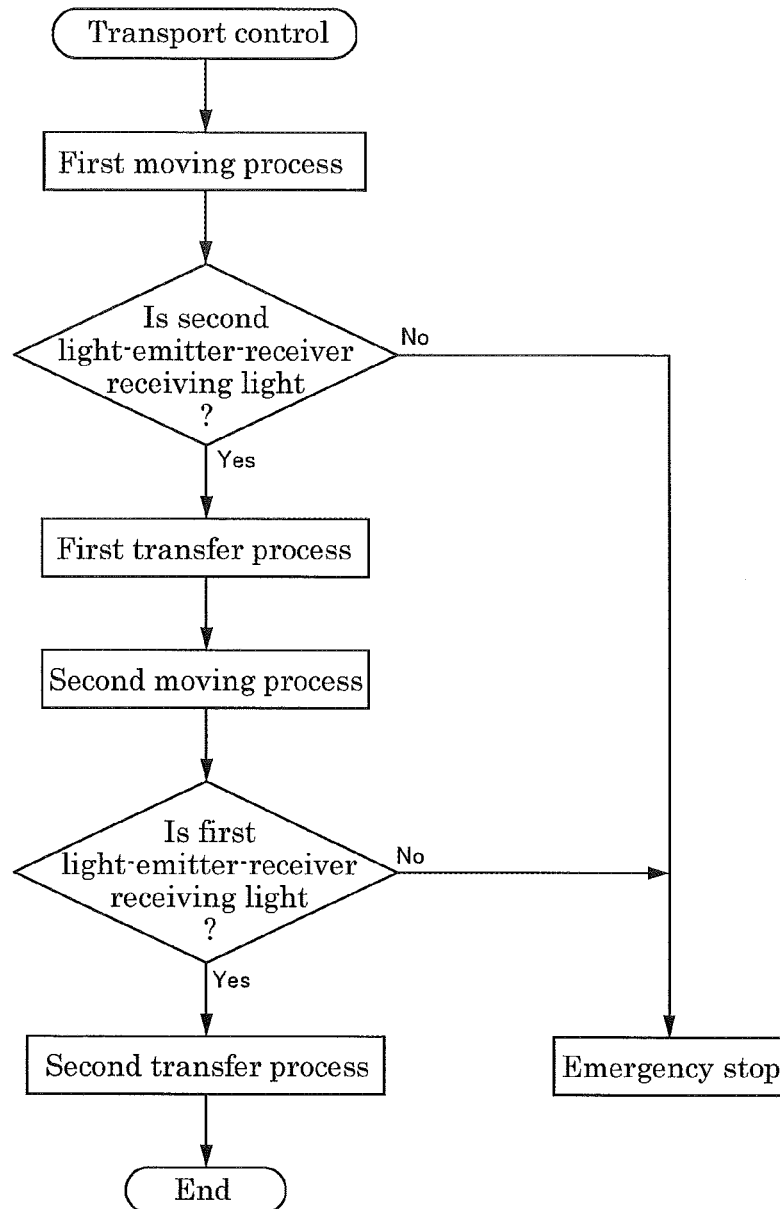 Transport control
First moving process
Is second
light-emitter-receiver
receiving light
?
No
Yes
First transfer process
Second moving process
Is first
light-emitter-receiver
receiving light
?
No
Yes
Second transfer process
Emergency stop
End